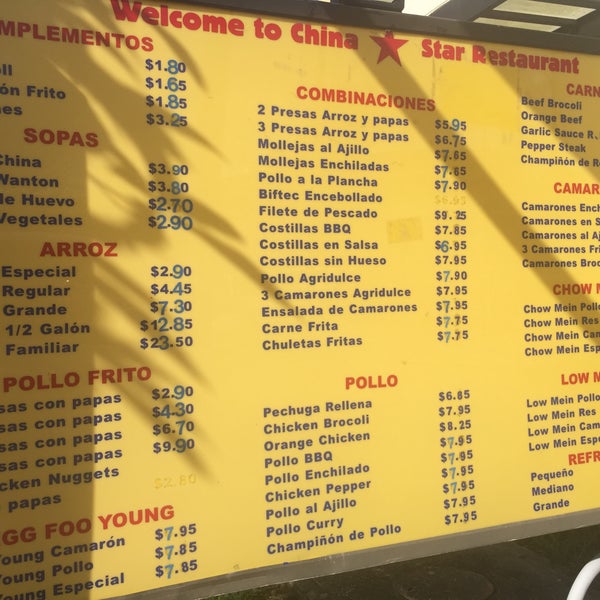 Welcome to China ★ Star Restaurant
MPLEMENTOS
$1.80
ón Frito $1.65
$1.85
$3.25
SOPAS
China $3.90
Wanton $3.80
de Huevo $2.70
Vegetales $2.90
ARROZ
Especial $2.90
Regular $4.45
Grande $7.30
1/2 Galón $12.85
Familiar $23.50
POLLO FRITO
sas con papas $2.90
sas con papas $4.30
sas con papas $6.70
sas con papas $9.90
cken Nuggets
papas $2.80
GG FOO YOUNG
Young Camarón $7.95
Young Pollo $7.85
Young Especial $7.85
COMBINACIONES
2 Presas Arroz y papas $5.95
3 Presas Arroz y papas $6.75
Mollejas al Ajillo $7.65
Mollejas Enchiladas $7.65
Pollo a la Plancha $7.90
Biftec Encebollado
Filete de Pescado $9.25
Costillas BBQ $7.85
Costillas en Salsa $6.95
Costillas sin Hueso $7.95
Pollo Agridulce $7.90
3 Camarones Agridulce $7.95
Ensalada de Camarones $7.95
Carne Frita $7.75
Chuletas Fritas $7.75
POLLO
Pechuga Rellena $6.85
Chicken Brocoli $7.95
Orange Chicken $8.25
Pollo BBQ $7.95
Pollo Enchilado $7.95
Chicken Pepper $7.95
Pollo al Ajillo $7.95
Pollo Curry $7.95
Champiñón de Pollo $7.95
CARN
Beef Brocoli
Orange Beef
Garlic Sauce R
Pepper Steak
Champiñón de R
CAMAR
Camarones Ench
Camarones en S
Camarones al Aj
3 Camarones Fri
Camarones Broc
CHOW M
Chow Mein Pollo
Chow Mein Res
Chow Mein Cam
Chow Mein Esp
LOW M
Low Mein Pollo
Low Mein Res
Low Mein Cam
Low Mein Espe
REFR
Pequeño
Mediano
Grande